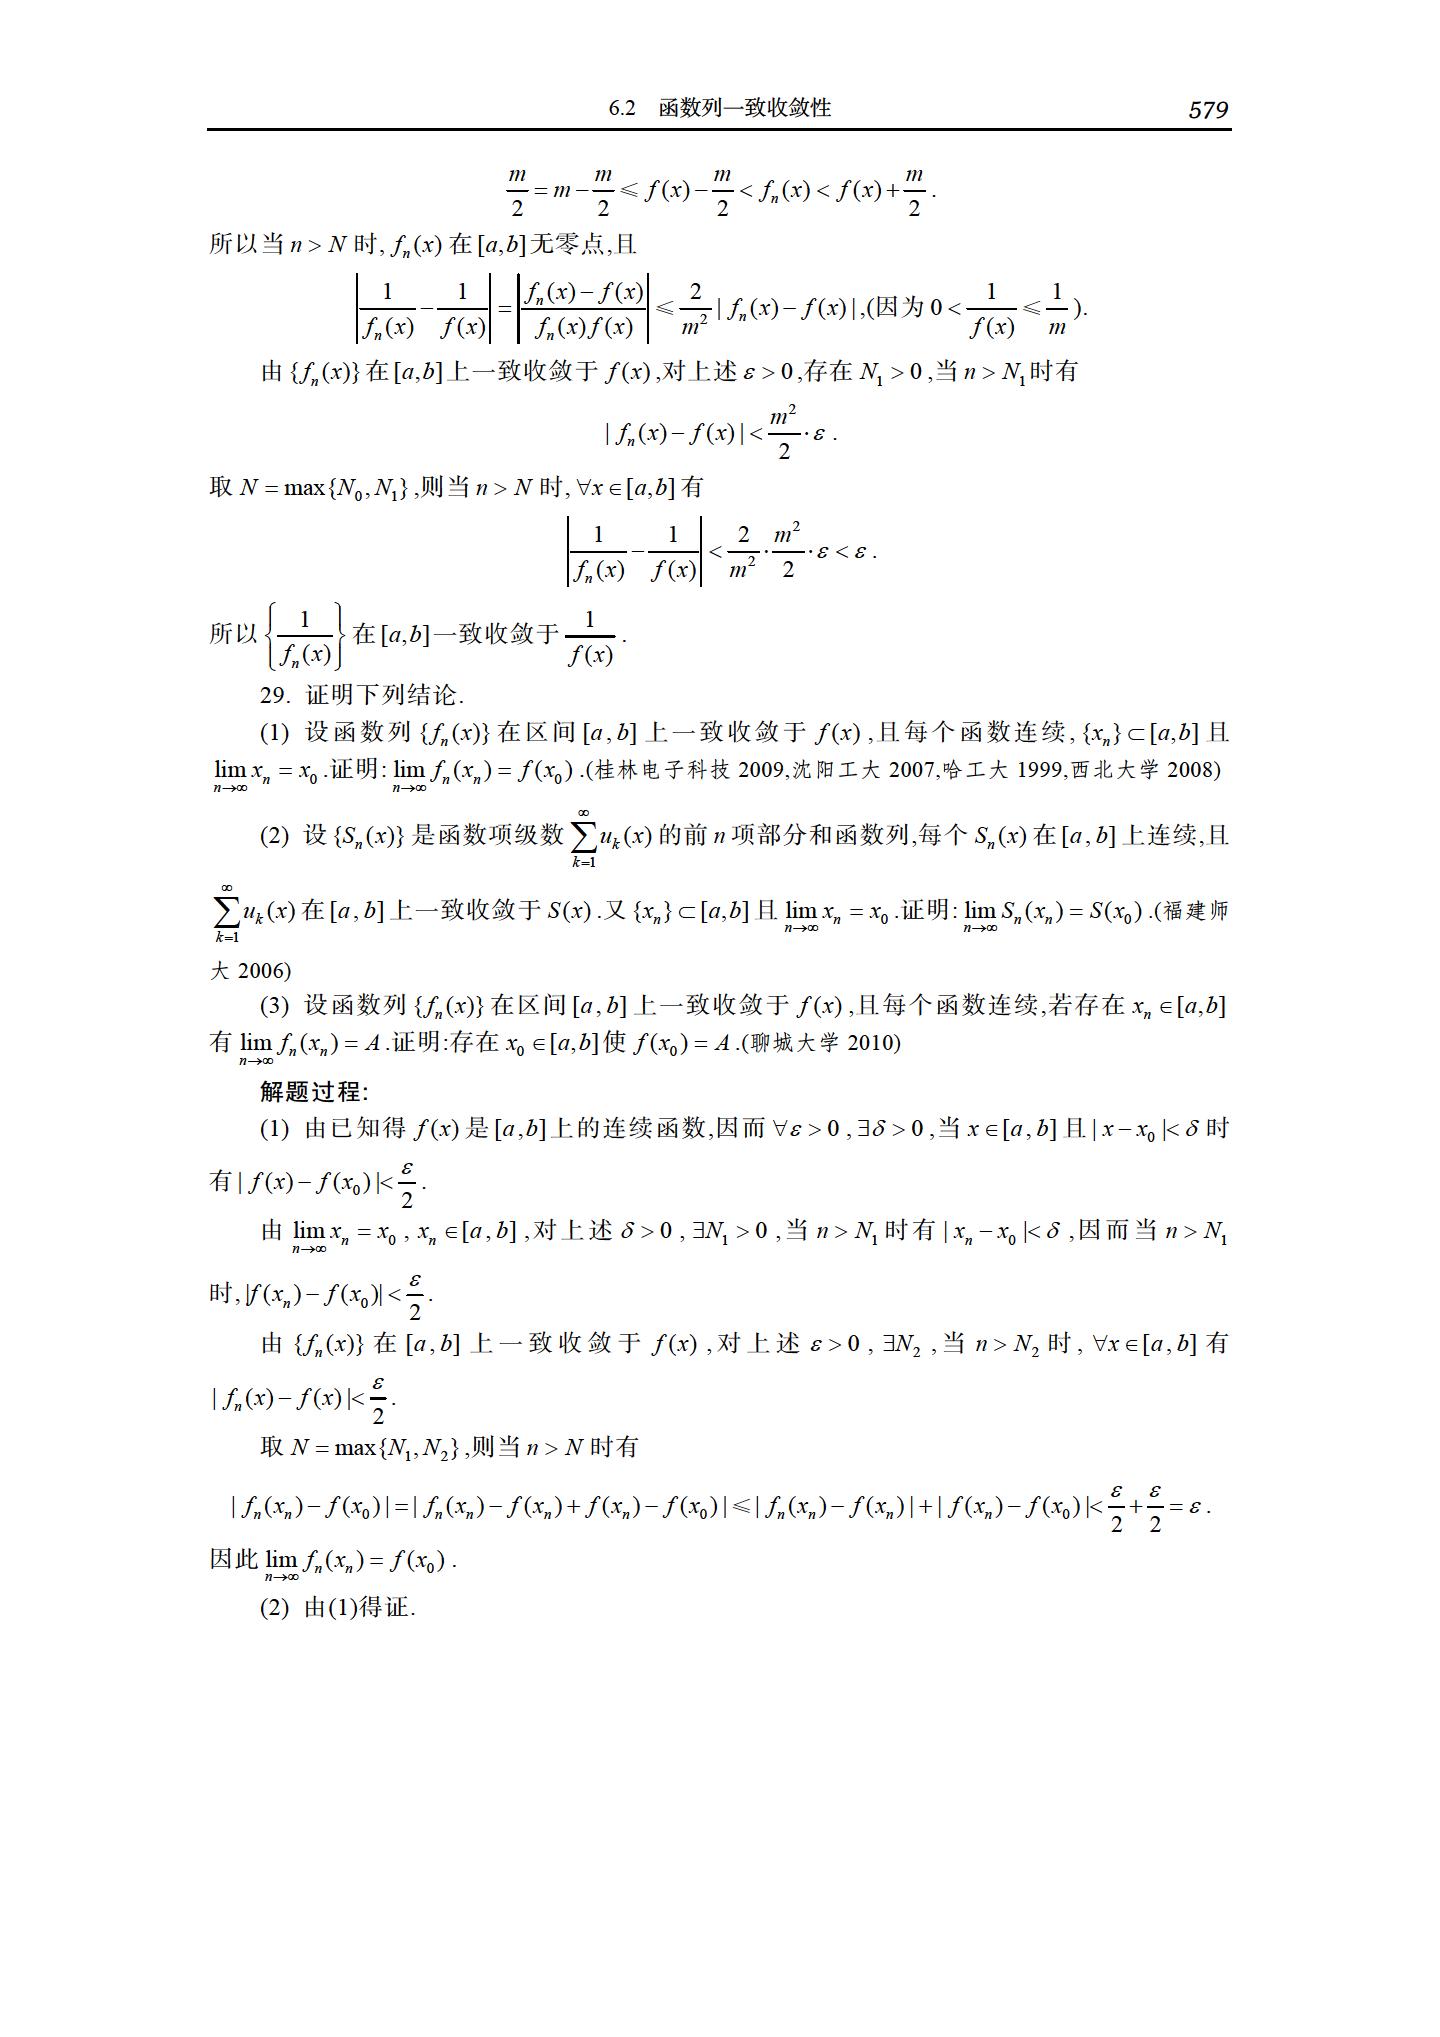 6.2 函数列一致收敛性 579
$\frac{m}{2}=m-\frac{m}{2}\leqslant f(x)-\frac{m}{2}<f_n(x)<f(x)+\frac{m}{2}$.
所以当 $n>N$ 时, $f_n(x)$ 在 $[a,b]$ 无零点,且
$\left|\frac{1}{f_n(x)}-\frac{1}{f(x)}\right|=\left|\frac{f_n(x)-f(x)}{f_n(x)f(x)}\right|\leqslant\frac{2}{m^2}|f_n(x)-f(x)|$,(因为 $0<\frac{1}{f(x)}\leqslant\frac{1}{m}$).
由 $\{f_n(x)\}$ 在 $[a,b]$ 上一致收敛于 $f(x)$,对上述 $\varepsilon>0$,存在 $N_1>0$,当 $n>N_1$ 时有
$|f_n(x)-f(x)|<\frac{m^2}{2}\cdot\varepsilon$.
取 $N=\max\{N_0,N_1\}$,则当 $n>N$ 时, $\forall x\in[a,b]$ 有
$\left|\frac{1}{f_n(x)}-\frac{1}{f(x)}\right|<\frac{2}{m^2}\cdot\frac{m^2}{2}\cdot\varepsilon<\varepsilon$.
所以 $\left\{\frac{1}{f_n(x)}\right\}$ 在 $[a,b]$ 一致收敛于 $\frac{1}{f(x)}$.
29. 证明下列结论.
(1) 设函数列 $\{f_n(x)\}$ 在区间 $[a,b]$ 上一致收敛于 $f(x)$,且每个函数连续, $\{x_n\}\subset[a,b]$ 且
$\lim_{n\to\infty}x_n=x_0$.证明: $\lim_{n\to\infty}f_n(x_n)=f(x_0)$.(桂林电子科技 2009,沈阳工大 2007,哈工大 1999,西北大学 2008)
(2) 设 $\{S_n(x)\}$ 是函数项级数 $\sum_{k=1}^{\infty}u_k(x)$ 的前 $n$ 项部分和函数列,每个 $S_n(x)$ 在 $[a,b]$ 上连续,且
$\sum_{k=1}^{\infty}u_k(x)$ 在 $[a,b]$ 上一致收敛于 $S(x)$.又 $\{x_n\}\subset[a,b]$ 且 $\lim_{n\to\infty}x_n=x_0$.证明: $\lim_{n\to\infty}S_n(x_n)=S(x_0)$.(福建师
大 2006)
(3) 设函数列 $\{f_n(x)\}$ 在区间 $[a,b]$ 上一致收敛于 $f(x)$,且每个函数连续,若存在 $x_n\in[a,b]$
有 $\lim_{n\to\infty}f_n(x_n)=A$.证明:存在 $x_0\in[a,b]$ 使 $f(x_0)=A$.(聊城大学 2010)
解题过程:
(1) 由已知得 $f(x)$ 是 $[a,b]$ 上的连续函数,因而 $\forall\varepsilon>0$, $\exists\delta>0$,当 $x\in[a,b]$ 且 $|x-x_0|<\delta$ 时
有 $|f(x)-f(x_0)|<\frac{\varepsilon}{2}$.
由 $\lim_{n\to\infty}x_n=x_0$, $x_n\in[a,b]$,对上述 $\delta>0$, $\exists N_1>0$,当 $n>N_1$ 时有 $|x_n-x_0|<\delta$,因而当 $n>N_1$
时, $|f(x_n)-f(x_0)|<\frac{\varepsilon}{2}$.
由 $\{f_n(x)\}$ 在 $[a,b]$ 上一致收敛于 $f(x)$,对上述 $\varepsilon>0$, $\exists N_2$,当 $n>N_2$ 时, $\forall x\in[a,b]$ 有
$|f_n(x)-f(x)|<\frac{\varepsilon}{2}$.
取 $N=\max\{N_1,N_2\}$,则当 $n>N$ 时有
$|f_n(x_n)-f(x_0)|=|f_n(x_n)-f(x_n)+f(x_n)-f(x_0)|\leqslant|f_n(x_n)-f(x_n)|+|f(x_n)-f(x_0)|<\frac{\varepsilon}{2}+\frac{\varepsilon}{2}=\varepsilon$.
因此 $\lim_{n\to\infty}f_n(x_n)=f(x_0)$.
(2) 由(1)得证.